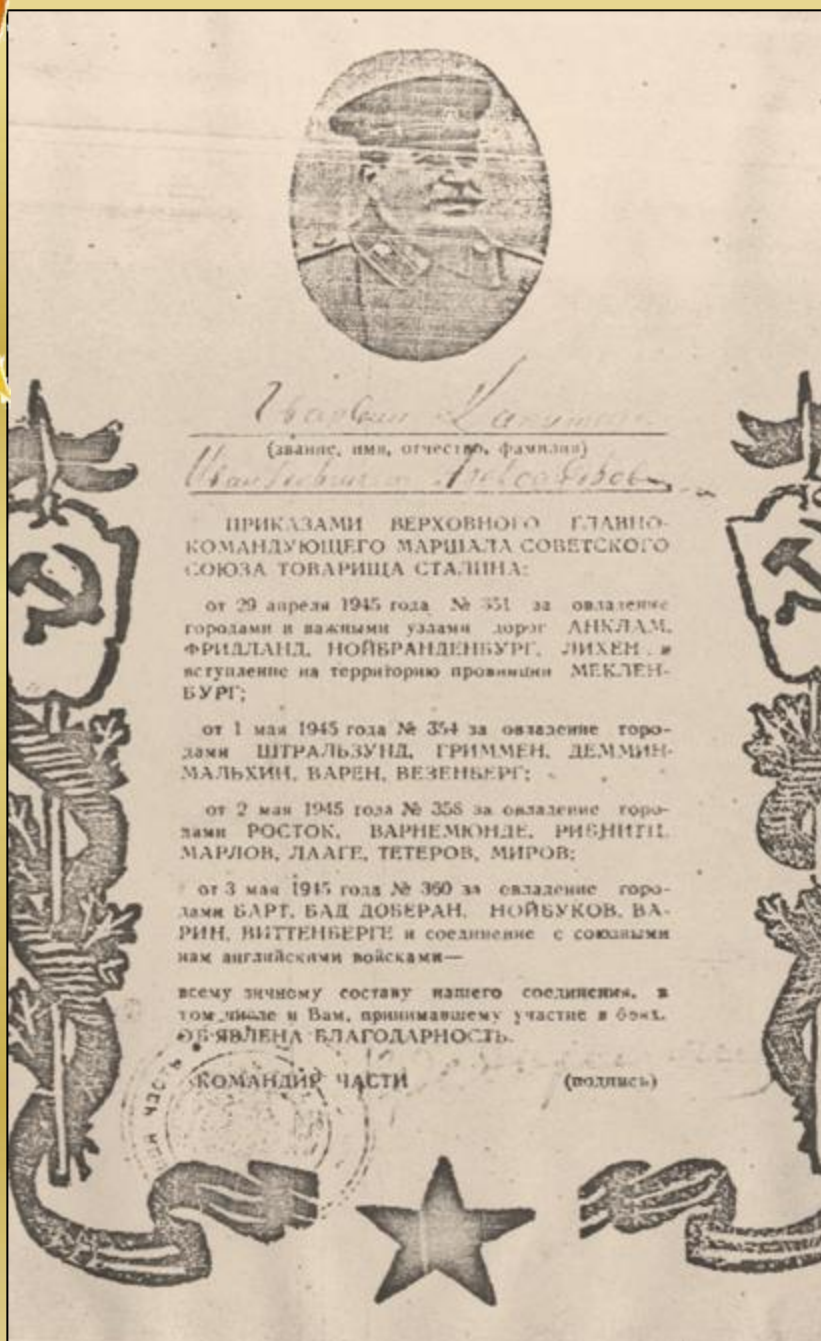 (звание, имя, отчество, фамилия)
ПРИКАЗАМИ ВЕРХОВНОГО ГЛАВНО-
КОМАНДУЮЩЕГО МАРШАЛА СОВЕТСКОГО
СОЮЗА ТОВАРИЩА СТАЛИНА:
от 29 апреля 1945 года № 351 за овладение
городами и важными узлами дорог АНКЛАМ,
ФРИДЛАНД, НОЙБРАНДЕНБУРГ, ЛИХЕН и
вступление на территорию провинции МЕКЛЕН-
БУРГ;
от 1 мая 1945 года № 354 за овладение горо-
дами ШТРАЛЬЗУНД, ГРИММЕН, ДЕММИН-
МАЛЬХИН, ВАРЕН, ВЕЗЕНБЕРГ;
от 2 мая 1945 года № 358 за овладение горо-
дами РОСТОК, ВАРНЕМЮНДЕ, РИБНИТЦ,
МАРЛОВ, ЛААГЕ, ТЕТЕРОВ, МИРОВ;
от 3 мая 1945 года № 360 за овладение горо-
дами БАРТ, БАД ДОБЕРАН, НОЙБУКОВ, ВА-
РИН, ВИТТЕНБЕРГЕ и соединение с союзными
нам английскими войсками—
всему личному составу нашего соединения, в
том числе и Вам, принимавшему участие в боях,
ОБ'ЯВЛЕНА БЛАГОДАРНОСТЬ.
КОМАНДИР ЧАСТИ (подпись)